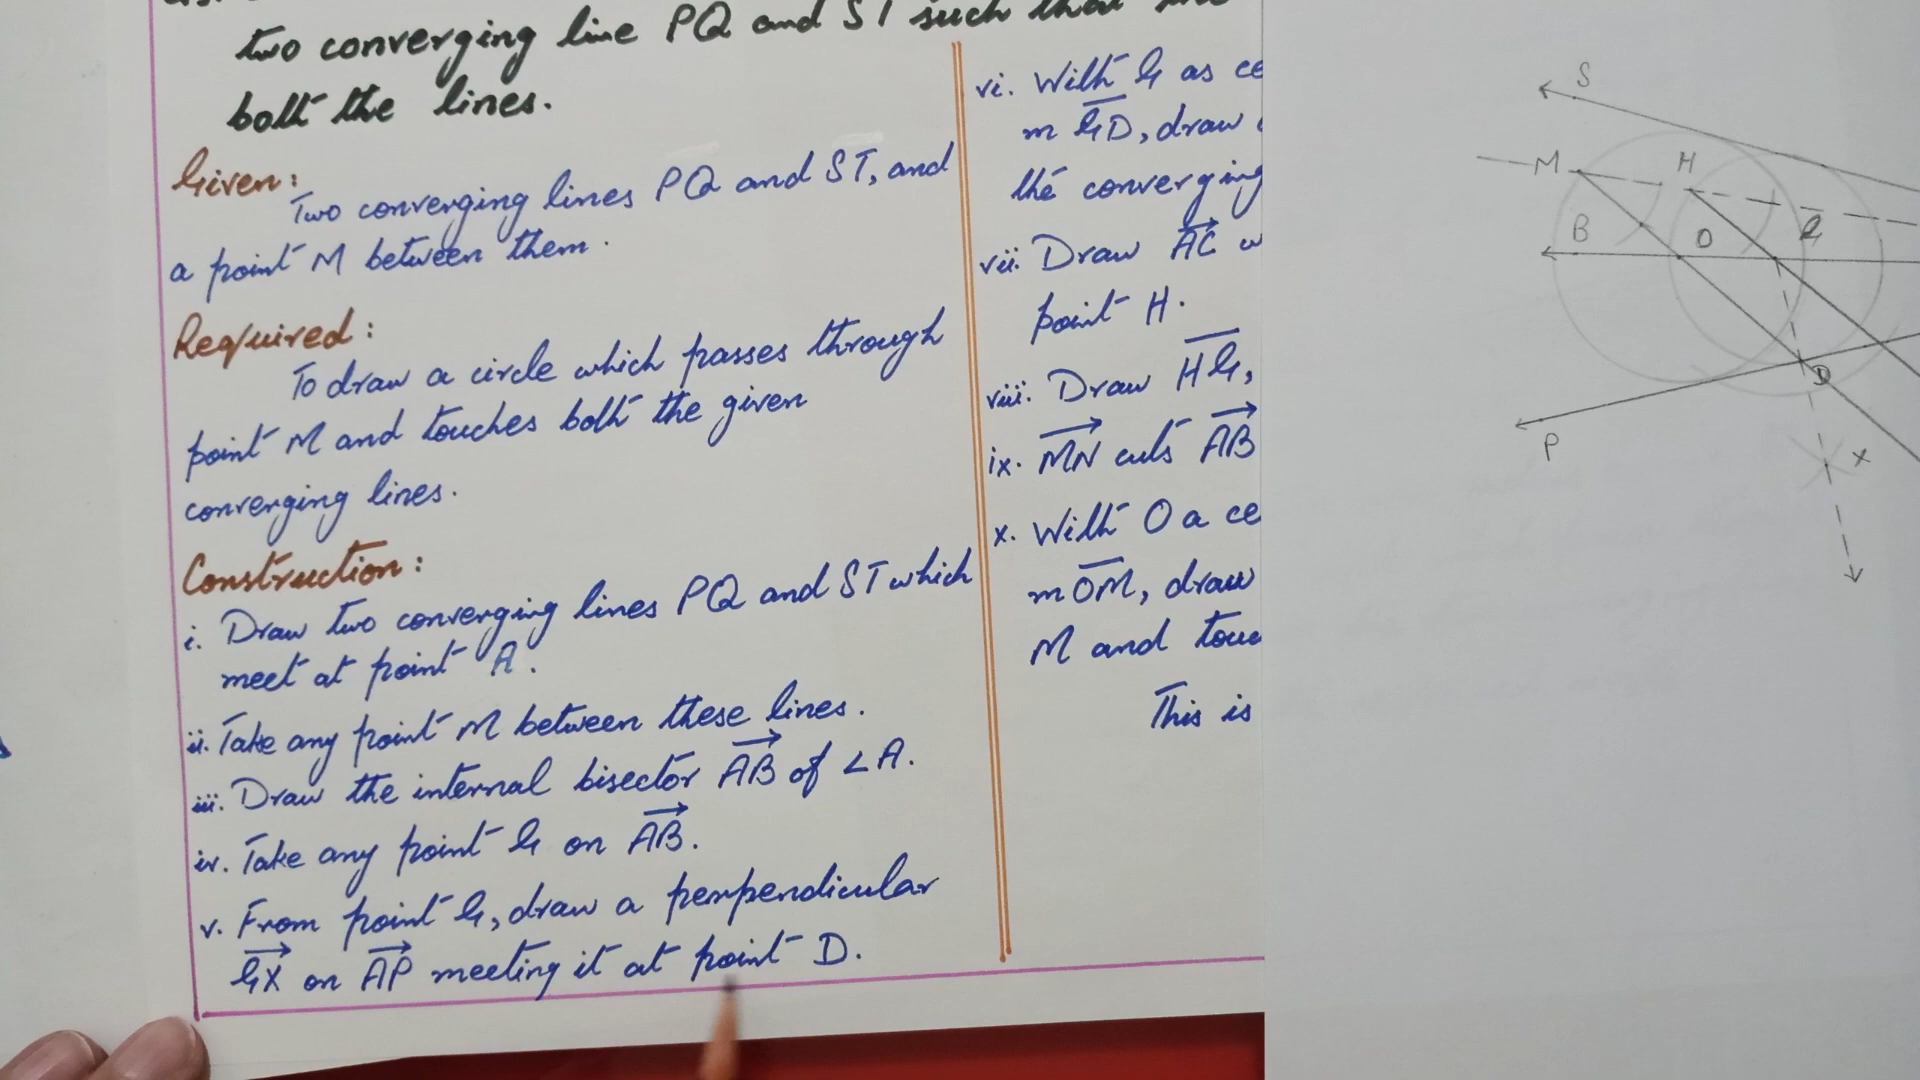 two converging line PQ and ST such that the
both the lines.
Given:
Two converging lines PQ and ST, and
a point M between them.
Required:
To draw a circle which passes through
point M and touches both the given
converging lines.
Construction:
i. Draw two converging lines PQ and ST which
meet at point A.
ii. Take any point M between these lines.
iii. Draw the internal bisector AB of ∠A.
iv. Take any point G on AB.
v. From point G, draw a perpendicular
GX on AP meeting it at point D.
vi. With G as ce
m GD, draw
the converging
vii. Draw AC w
point H.
viii. Draw HG,
ix. MN cuts AB
x. With O a ce
m OM, draw
M and touc
This is
S
M H
B O G
D
P
X